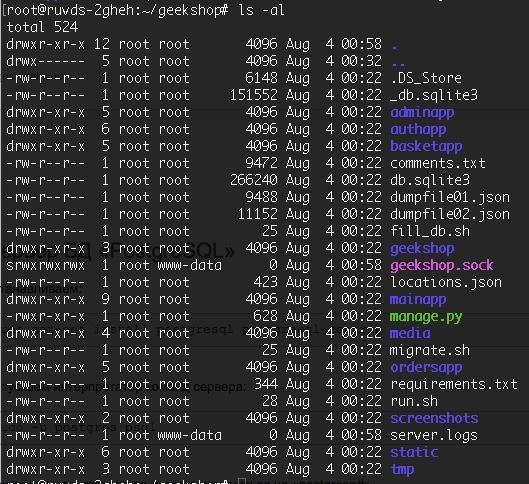 [root@ruvds-2gheh:~/geekshop# ls -al
total 524
drwxr-xr-x 12 root root 4096 Aug 4 00:58 .
drwx------ 5 root root 4096 Aug 4 00:32 ..
-rw-r--r-- 1 root root 6148 Aug 4 00:22 .DS_Store
-rw-r--r-- 1 root root 151552 Aug 4 00:22 _db.sqlite3
drwxr-xr-x 5 root root 4096 Aug 4 00:22 adminapp
drwxr-xr-x 6 root root 4096 Aug 4 00:22 authapp
drwxr-xr-x 5 root root 4096 Aug 4 00:22 basketapp
-rw-r--r-- 1 root root 9472 Aug 4 00:22 comments.txt
-rw-r--r-- 1 root root 266240 Aug 4 00:22 db.sqlite3
-rw-r--r-- 1 root root 9488 Aug 4 00:22 dumpfile01.json
-rw-r--r-- 1 root root 11152 Aug 4 00:22 dumpfile02.json
-rw-r--r-- 1 root root 25 Aug 4 00:22 fill_db.sh
drwxr-xr-x 4 root root 4096 Aug 4 00:22 geekshop
srwxrwxrwx 1 root www-data 0 Aug 4 00:58 geekshop.sock
-rw-r--r-- 1 root root 423 Aug 4 00:22 locations.json
drwxr-xr-x 9 root root 4096 Aug 4 00:22 mainapp
-rwxr-xr-x 1 root root 628 Aug 4 00:22 manage.py
drwxr-xr-x 5 root root 4096 Aug 4 00:22 media
-rw-r--r-- 1 root root 25 Aug 4 00:22 migrate.sh
drwxr-xr-x 5 root root 4096 Aug 4 00:22 ordersapp
-rw-r--r-- 1 root root 344 Aug 4 00:22 requirements.txt
-rw-r--r-- 1 root root 28 Aug 4 00:22 run.sh
drwxr-xr-x 2 root root 4096 Aug 4 00:22 screenshots
-rw-r--r-- 1 root www-data 0 Aug 4 00:58 server.logs
drwxr-xr-x 6 root root 4096 Aug 4 00:22 static
drwxr-xr-x 3 root root 4096 Aug 4 00:22 tmp